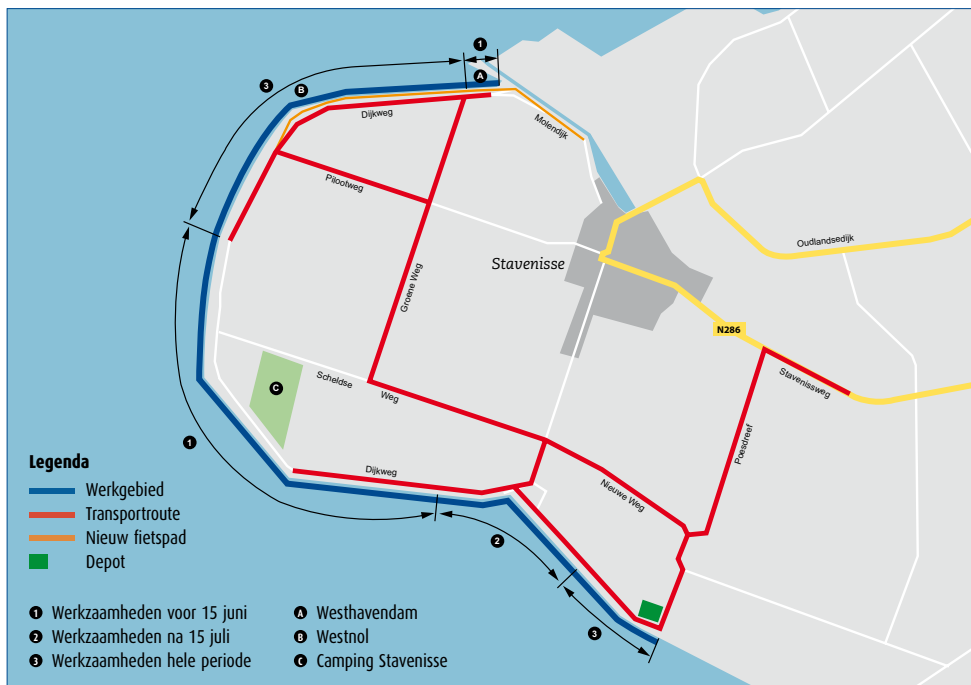 1
A
3
B
Dijkweg
Molendijk
Pilootweg
Oudlandsedijk
Stavenisse
Groene Weg
N286
Scheldse
Weg
C
Stavenissweg
Poesdreef
1
Dijkweg
Nieuwe Weg
2
3
Legenda
Werkgebied
Transportroute
Nieuw fietspad
Depot
1 Werkzaamheden voor 15 juni
2 Werkzaamheden na 15 juli
3 Werkzaamheden hele periode
A Westhavendam
B Westnol
C Camping Stavenisse